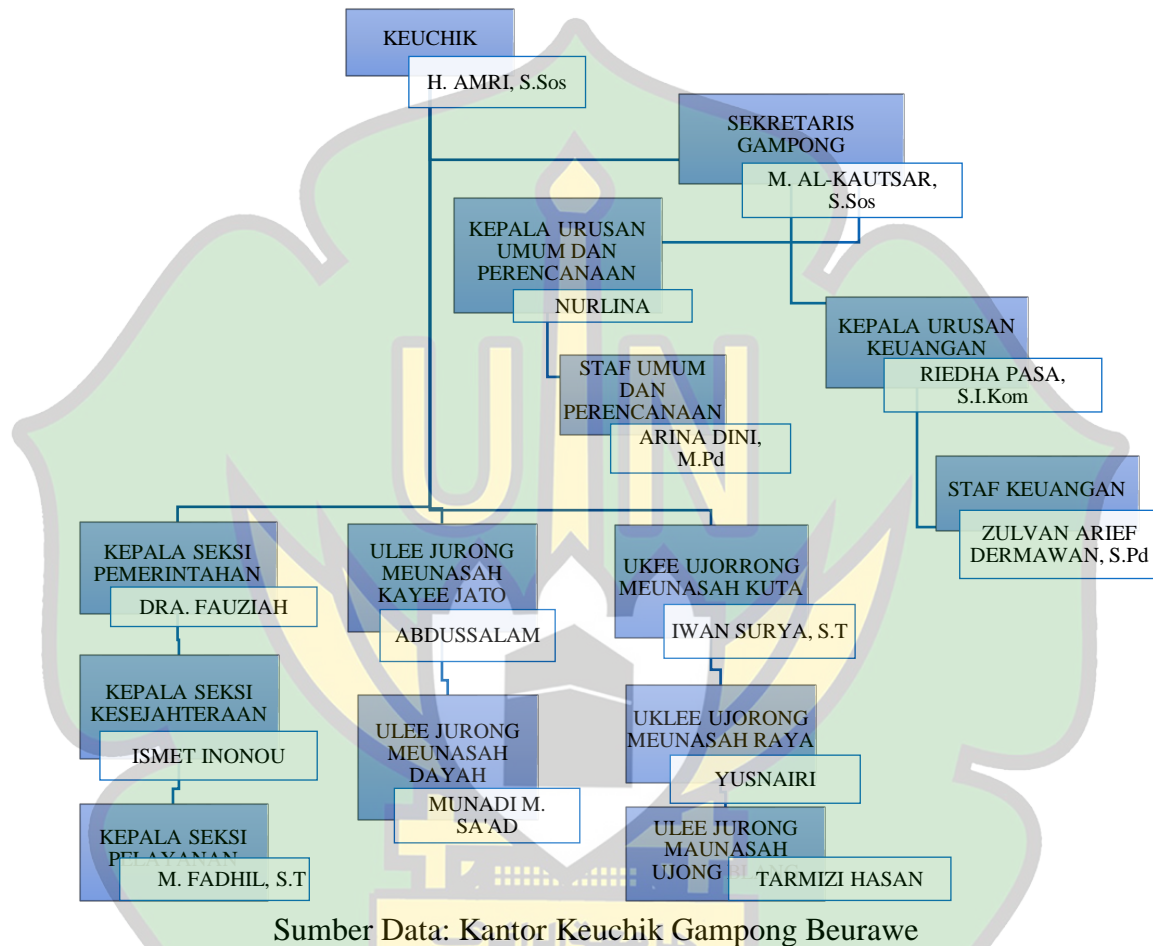 KEUCHIK
H. AMRI, S.Sos
SEKRETARIS
GAMPONG
M. AL-KAUTSAR,
S.Sos
KEPALA URUSAN
UMUM DAN
PERENCANAAN
NURLINA
KEPALA URUSAN
KEUANGAN
RIEDHA PASA,
S.I.Kom
STAF UMUM
DAN
PERENCANAAN
ARINA DINI,
M.Pd
STAF KEUANGAN
ZULVAN ARIEF
DERMAWAN, S.Pd
KEPALA SEKSI
PEMERINTAHAN
DRA. FAUZIAH
ULEE JURONG
MEUNASAH
KAYEE JATO
ABDUSSALAM
UKEE UJORRONG
MEUNASAH KUTA
IWAN SURYA, S.T
KEPALA SEKSI
KESEJAHTERAAN
ISMET INONOU
ULEE JURONG
MEUNASAH
DAYAH
MUNADI M.
SA'AD
UKLEE UJORONG
MEUNASAH RAYA
YUSNAIRI
KEPALA SEKSI
PELAYANAN
M. FADHIL, S.T
ULEE JURONG
MAUNASAH
UJONG
TARMIZI HASAN
UIN
Sumber Data: Kantor Keuchik Gampong Beurawe